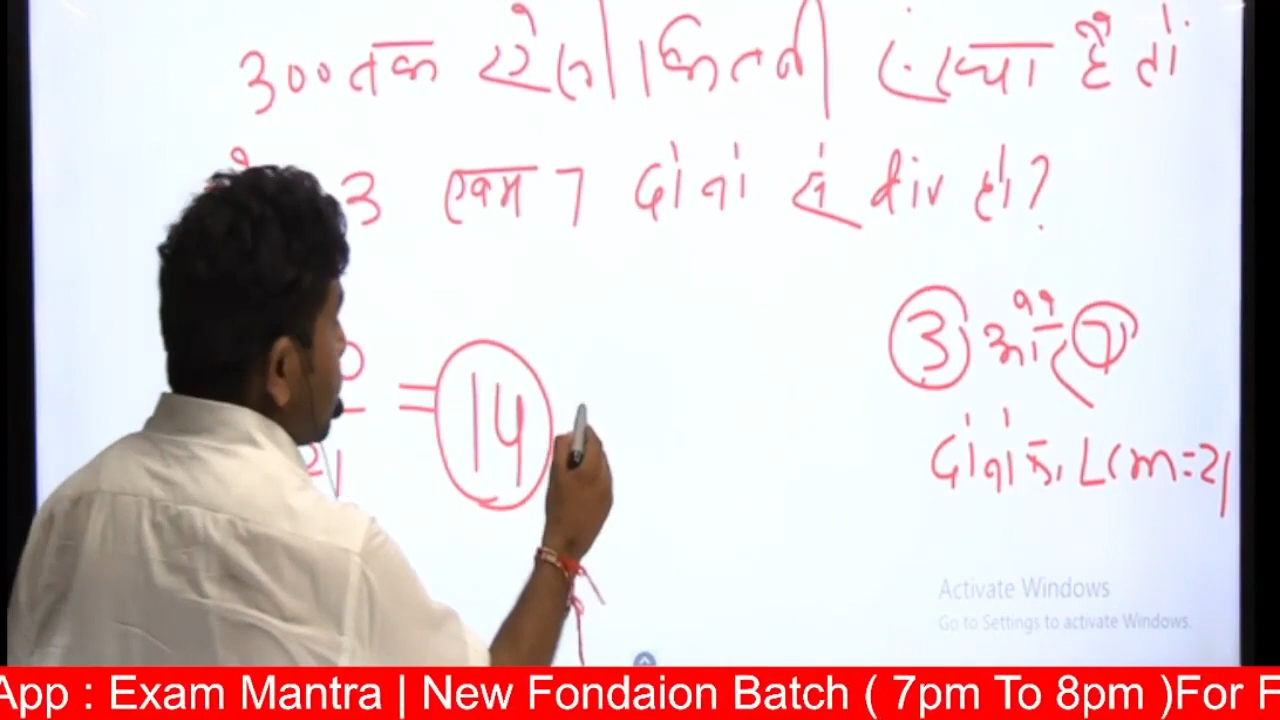 300 तक ऐसी कितनी संख्या है तो
3 एवम 7 दोनों से div हो?
3 और 7
= 14
21
दोनों का LCM = 21
Activate Windows
Go to Settings to activate Windows.
App : Exam Mantra | New Fondaion Batch ( 7pm To 8pm )For F